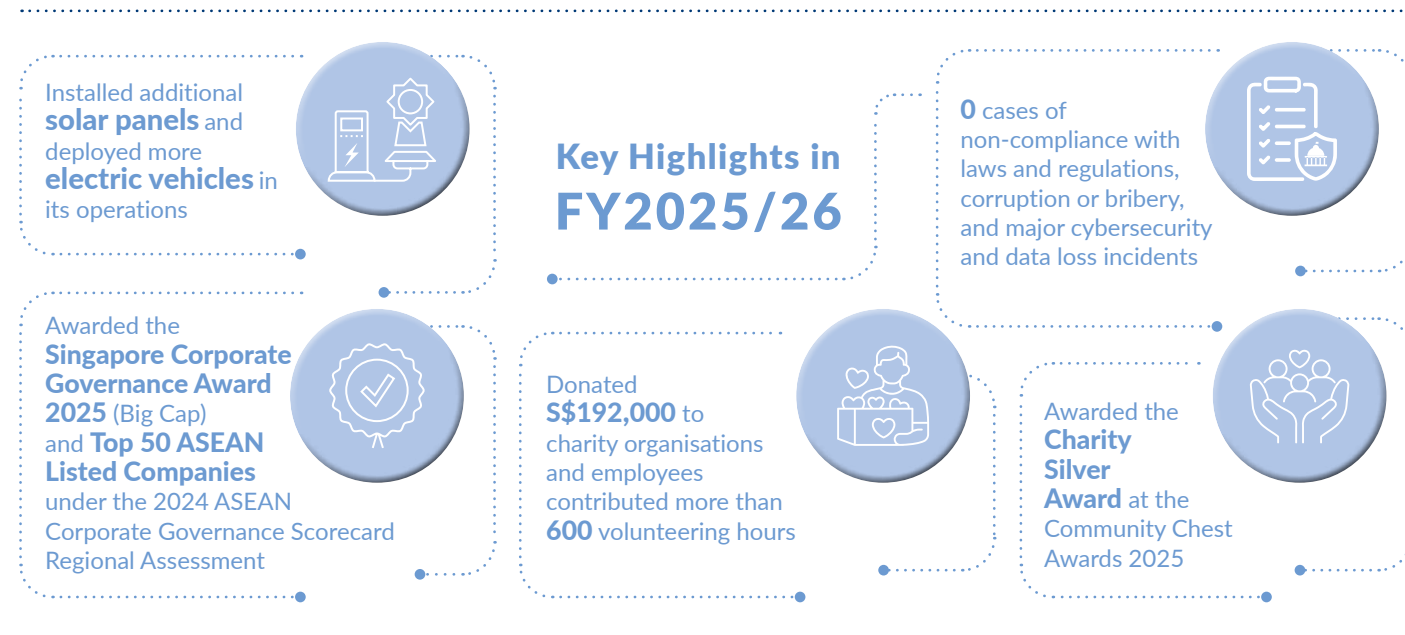 Installed additional
solar panels and
deployed more
electric vehicles in
its operations
Key Highlights in
FY2025/26
0 cases of
non-compliance with
laws and regulations,
corruption or bribery,
and major cybersecurity
and data loss incidents
Awarded the
Singapore Corporate
Governance Award
2025 (Big Cap)
and Top 50 ASEAN
Listed Companies
under the 2024 ASEAN
Corporate Governance Scorecard
Regional Assessment
Donated
S$192,000 to
charity organisations
and employees
contributed more than
600 volunteering hours
Awarded the
Charity
Silver
Award at the
Community Chest
Awards 2025